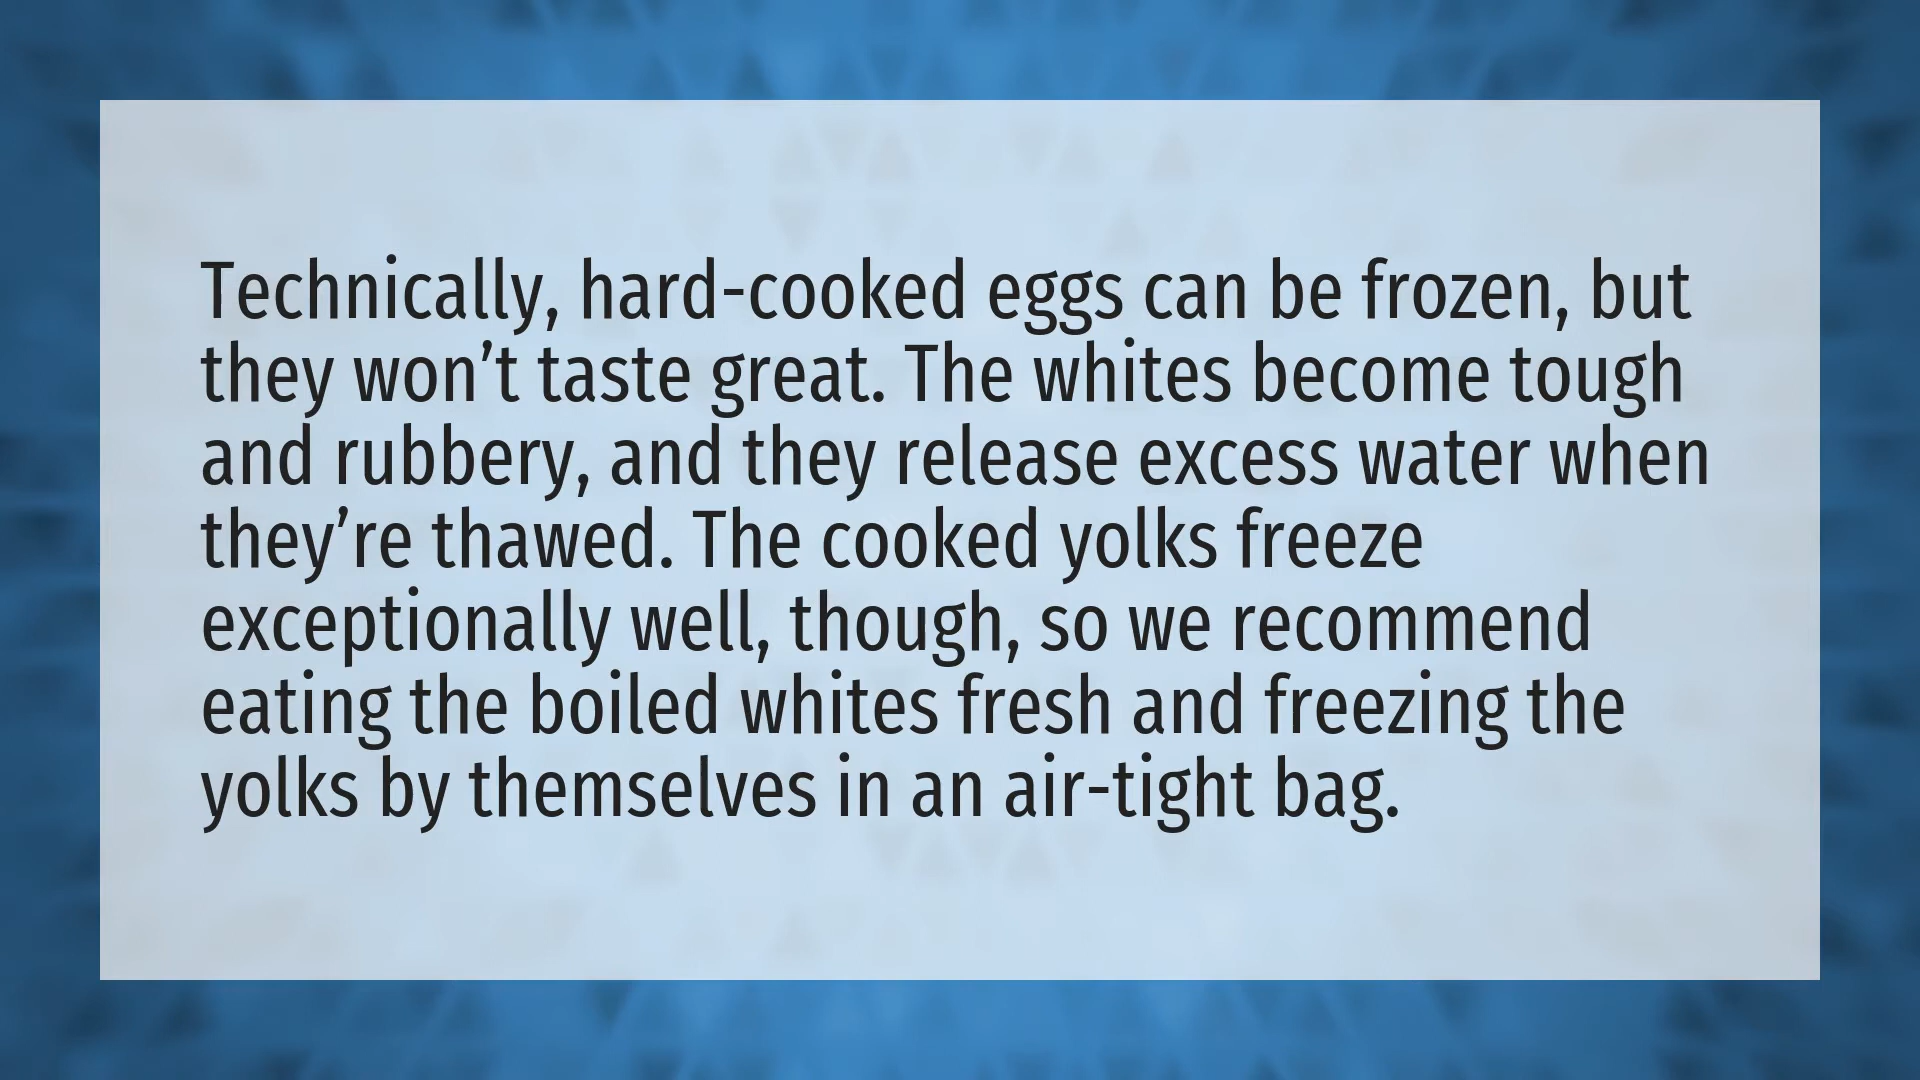 Technically, hard-cooked eggs can be frozen, but
they won’t taste great. The whites become tough
and rubbery, and they release excess water when
they’re thawed. The cooked yolks freeze
exceptionally well, though, so we recommend
eating the boiled whites fresh and freezing the
yolks by themselves in an air-tight bag.